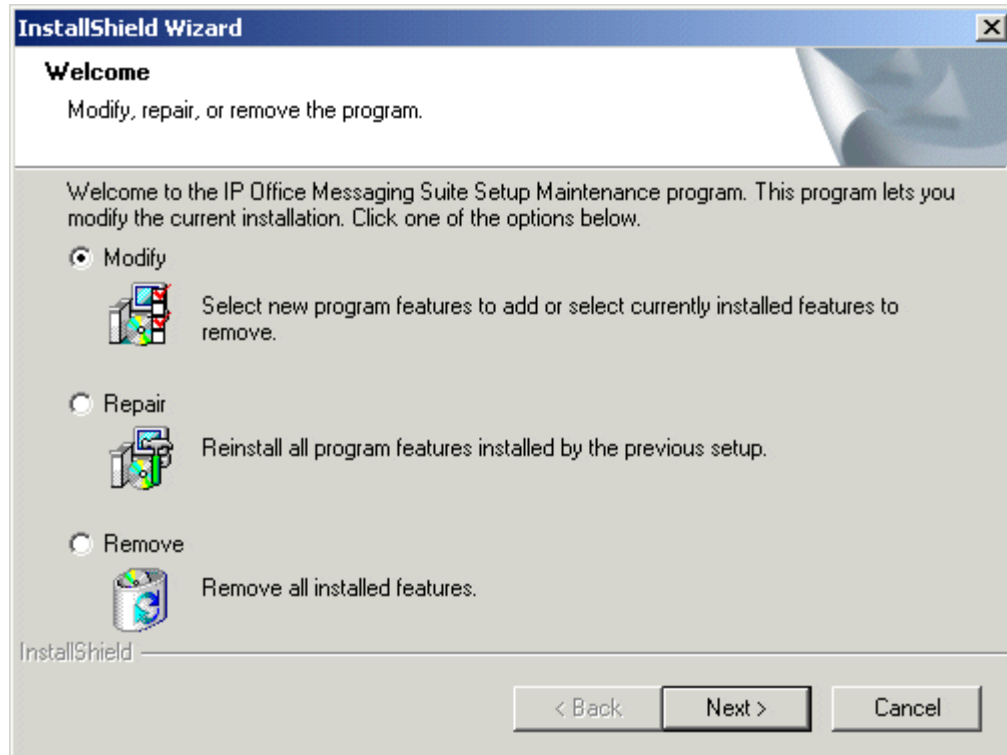 InstallShield Wizard
Welcome
Modify, repair, or remove the program.
Welcome to the IP Office Messaging Suite Setup Maintenance program. This program lets you
modify the current installation. Click one of the options below.
Modify
Select new program features to add or select currently installed features to
remove.
Repair
Reinstall all program features installed by the previous setup.
Remove
Remove all installed features.
InstallShield
< Back
Next >
Cancel